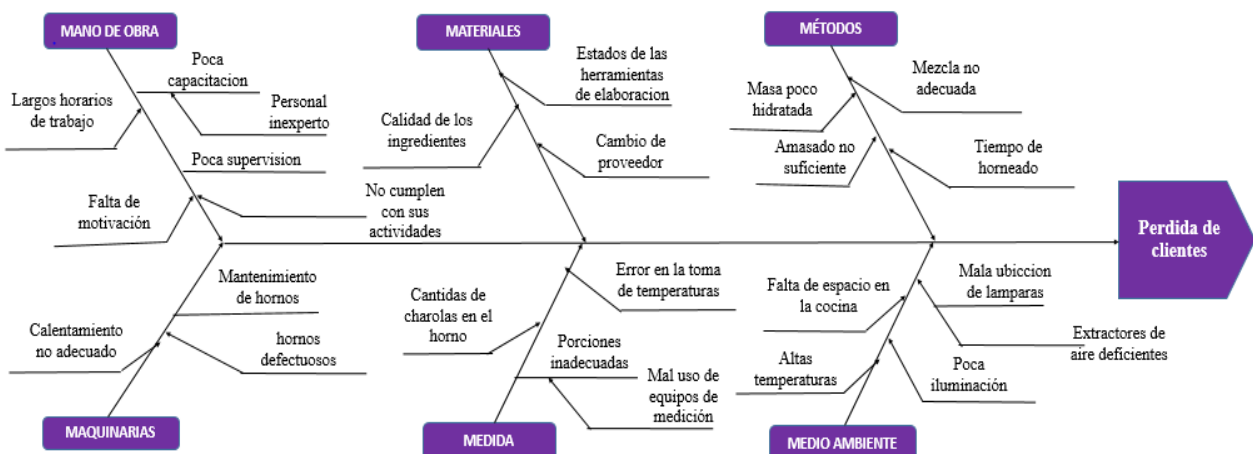 MANO DE OBRA
Poca
capacitacion
Largos horarios
de trabajo
Personal
inexperto
Poca supervision
Falta de
motivación
No cumplen
con sus
actividades
MATERIALES
Estados de las
herramientas
de elaboracion
Calidad de los
ingredientes
Cambio de
proveedor
MÉTODOS
Mezcla no
adecuada
Masa poco
hidratada
Amasado no
suficiente
Tiempo de
horneado
Perdida de
clientes
Mantenimiento
de hornos
Calentamiento
no adecuado
hornos
defectuosos
MAQUINARIAS
Error en la toma
de temperaturas
Cantidas de
charolas en el
horno
Porciones
inadecuadas
Mal uso de
equipos de
medición
MEDIDA
Mala ubiccion
de lamparas
Falta de espacio en
la cocina
Extractores de
aire deficientes
Altas
temperaturas
Poca
iluminación
MEDIO AMBIENTE